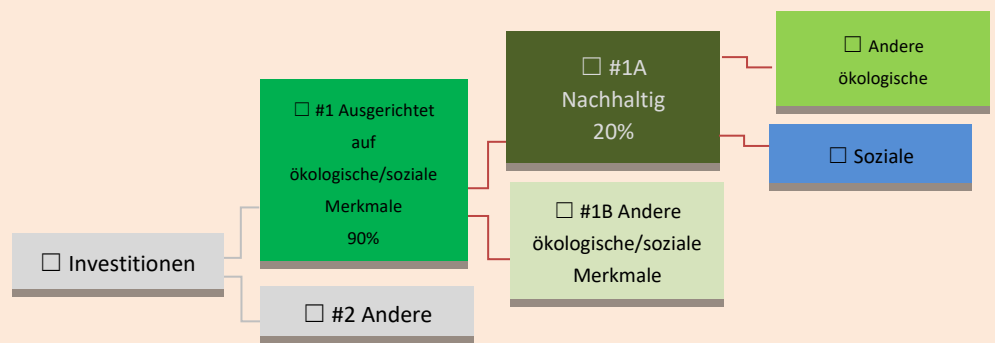 ☐ Investitionen
☐ #1 Ausgerichtet
auf
ökologische/soziale
Merkmale
90%
☐ #2 Andere
☐ #1A
Nachhaltig
20%
☐ #1B Andere
ökologische/soziale
Merkmale
☐ Andere
ökologische
☐ Soziale